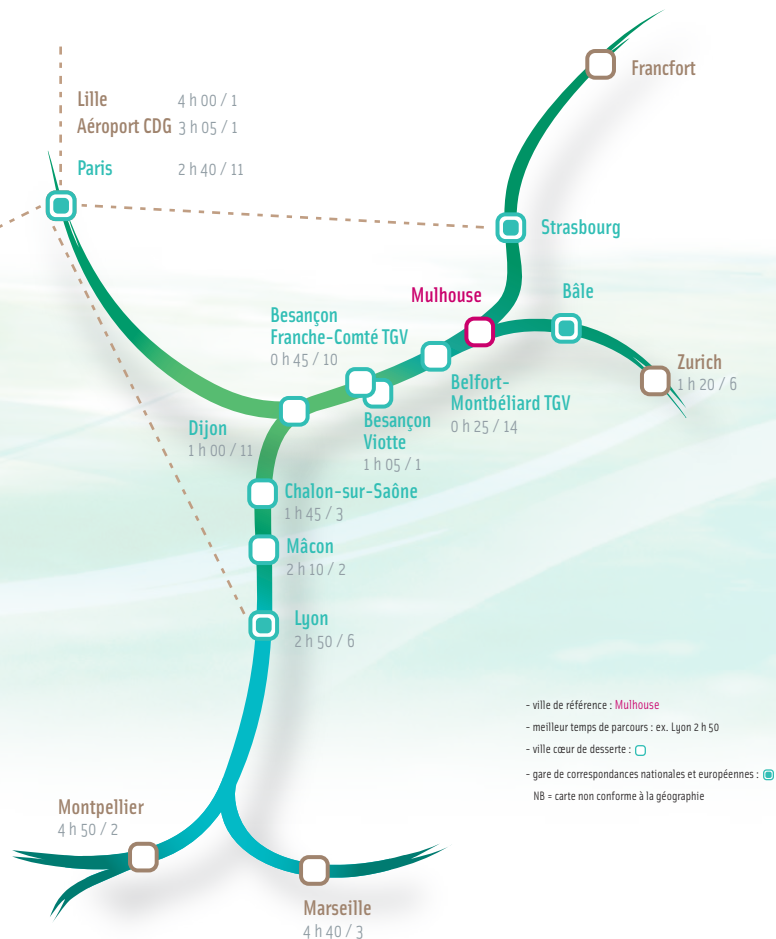 Francfort
Lille 4 h 00 / 1
Aéroport CDG 3 h 05 / 1
Paris 2 h 40 / 11
Strasbourg
Mulhouse
Bâle
Besançon
Franche-Comté TGV
0 h 45 / 10
Zurich
1 h 20 / 6
Belfort-
Montbéliard TGV
0 h 25 / 14
Dijon
1 h 00 / 11
Besançon
Viotte
1 h 05 / 1
Chalon-sur-Saône
1 h 45 / 3
Mâcon
2 h 10 / 2
Lyon
2 h 50 / 6
- ville de référence : Mulhouse
- meilleur temps de parcours : ex. Lyon 2 h 50
- ville cœur de desserte :
- gare de correspondances nationales et européennes :
NB = carte non conforme à la géographie
Montpellier
4 h 50 / 2
Marseille
4 h 40 / 3